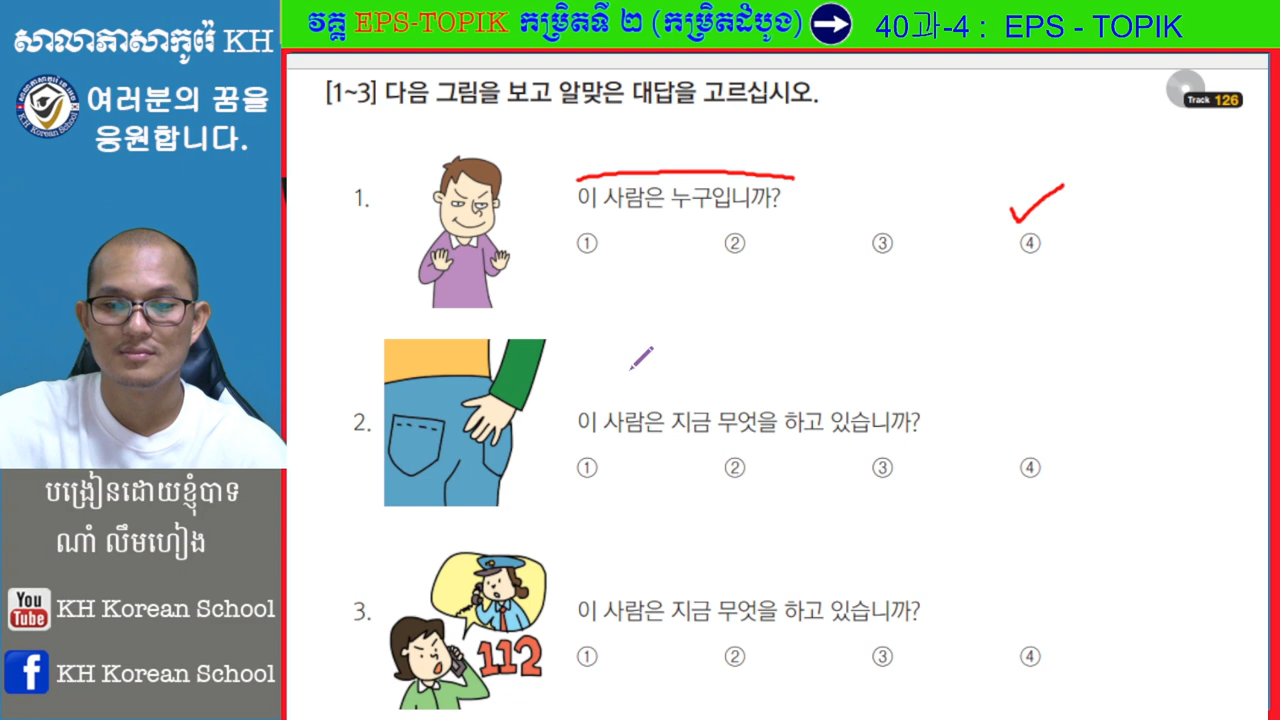 សាលាភាសាកូរ៉េ KH
KH Korean School
여러분의 꿈을
응원합니다.
បង្រៀនដោយខ្ញុំបាទ
ណាំ លឹមហៀង
You
Tube
KH Korean School
f
KH Korean School
វគ្គ EPS-TOPIK កម្រិតទី ២ (កម្រិតដំបូង)
40과-4 : EPS - TOPIK
[1~3] 다음 그림을 보고 알맞은 대답을 고르십시오.
Track 126
1.
이 사람은 누구입니까?
① ② ③ ④
2.
이 사람은 지금 무엇을 하고 있습니까?
① ② ③ ④
3.
이 사람은 지금 무엇을 하고 있습니까?
112
① ② ③ ④